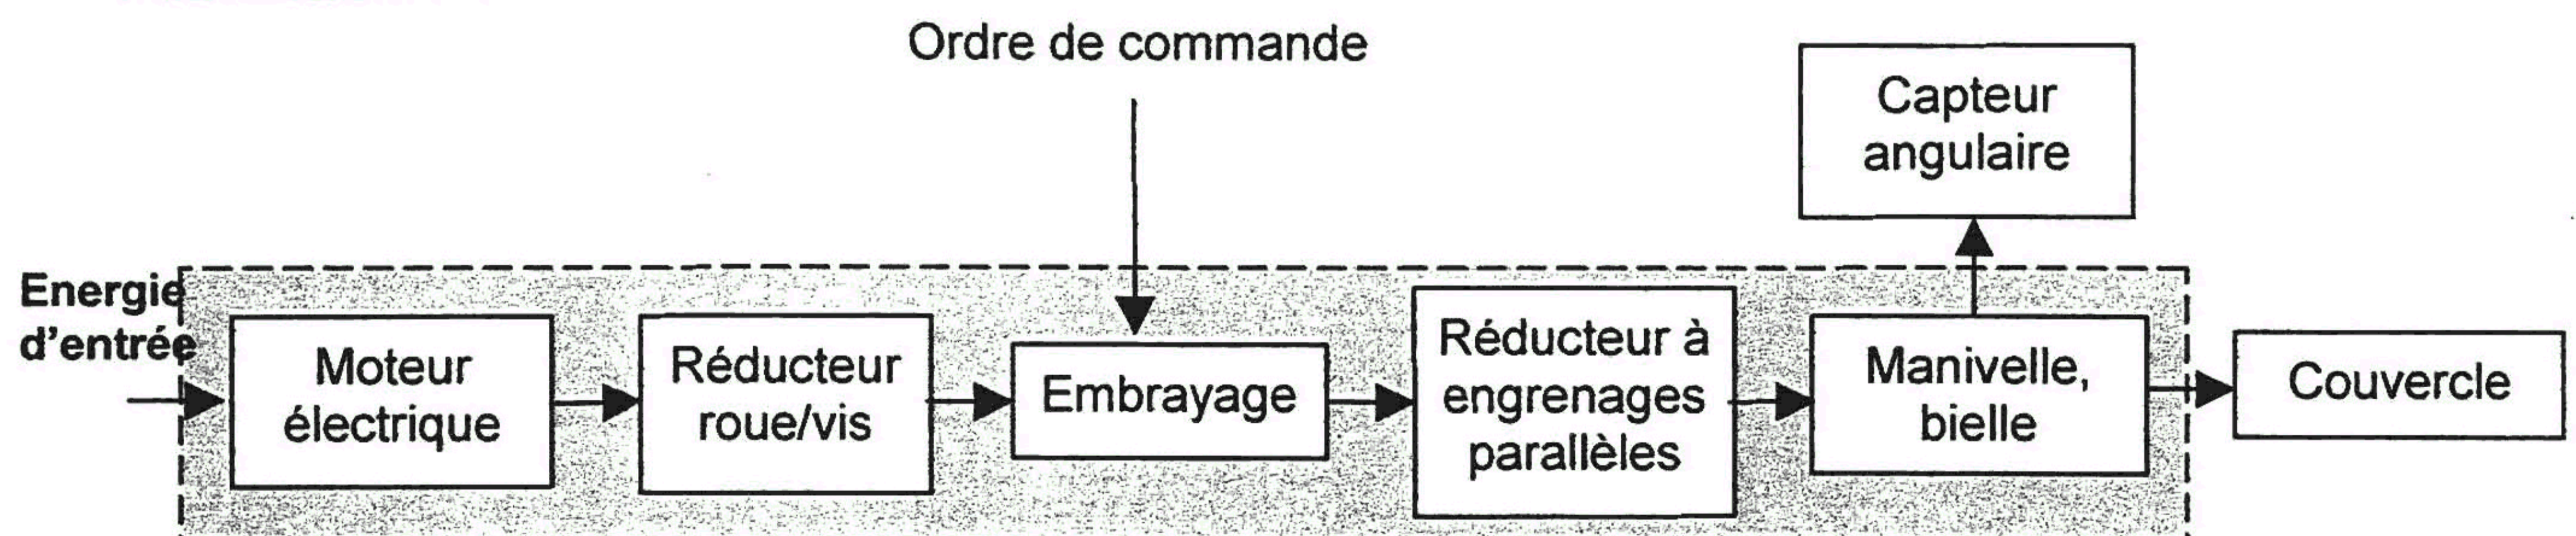 Ordre de commande
Capteur
angulaire
Energie
d'entrée
Moteur
électrique
Réducteur
roue/vis
Embrayage
Réducteur à
engrenages
parallèles
Manivelle,
bielle
Couvercle